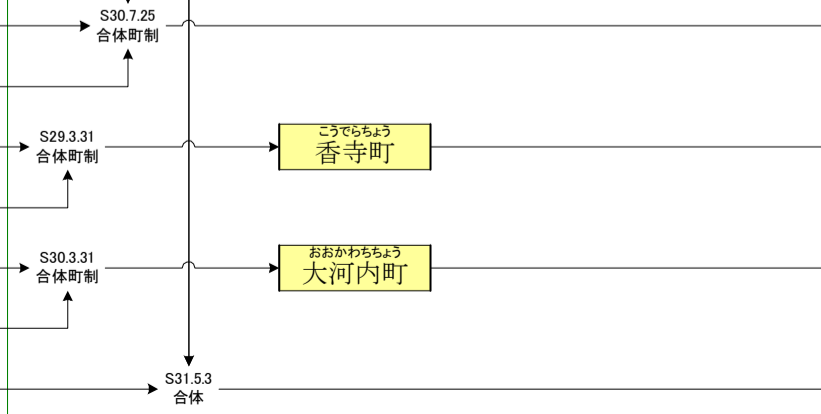 S30.7.25
合体町制
S29.3.31
合体町制
こうでらちょう
香寺町
S30.3.31
合体町制
おおかわちちょう
大河内町
S31.5.3
合体